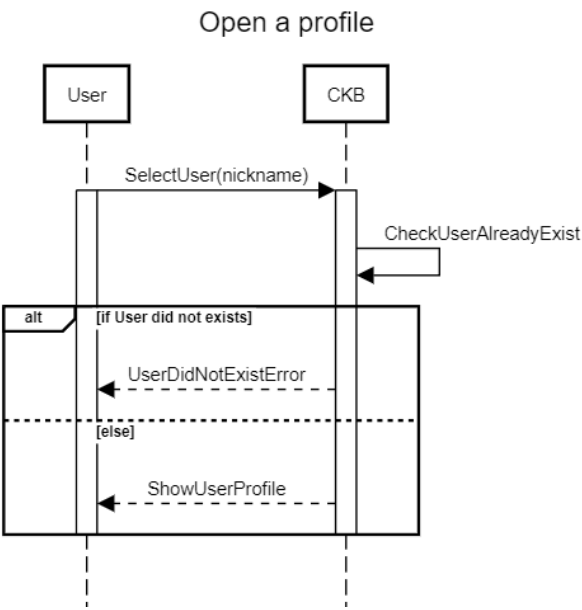 Open a profile
User
CKB
SelectUser(nickname)
CheckUserAlreadyExist
alt
[if User did not exists]
UserDidNotExistError
[else]
ShowUserProfile